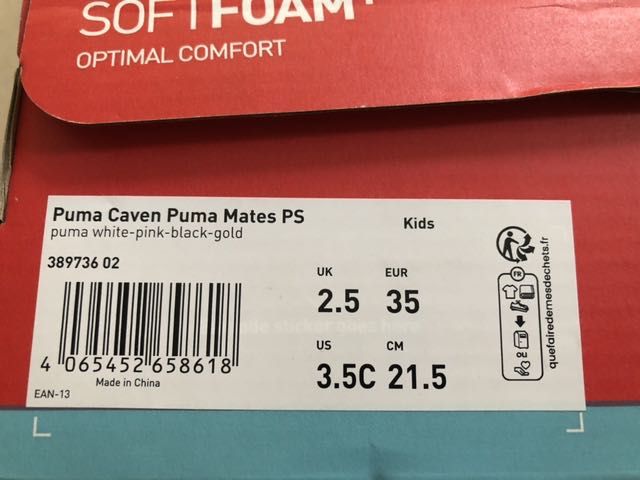 SOFTFOAM+
OPTIMAL COMFORT
Puma Caven Puma Mates PS
puma white-pink-black-gold
Kids
389736 02
UK EUR
2.5 35
US CM
3.5C 21.5
4 065452 658618
Made in China
EAN-13
FR
quefairedemesdechets.fr